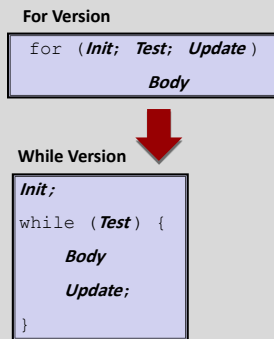 For Version
for (Init; Test; Update)
Body
While Version
Init;
while (Test) {
Body
Update;
}